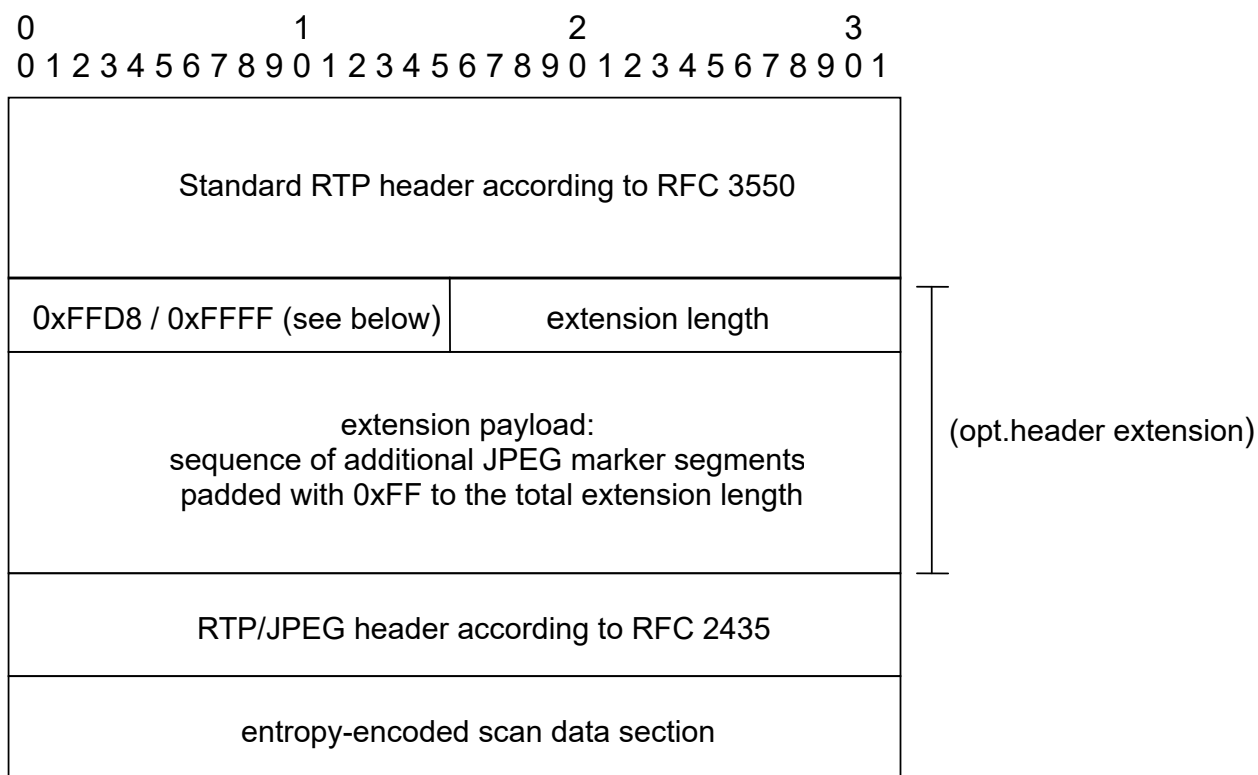 0 1 2 3
0 1 2 3 4 5 6 7 8 9 0 1 2 3 4 5 6 7 8 9 0 1 2 3 4 5 6 7 8 9 0 1
Standard RTP header according to RFC 3550
0xFFD8 / 0xFFFF (see below) extension length
extension payload:
sequence of additional JPEG marker segments
padded with 0xFF to the total extension length
(opt.header extension)
RTP/JPEG header according to RFC 2435
entropy-encoded scan data section